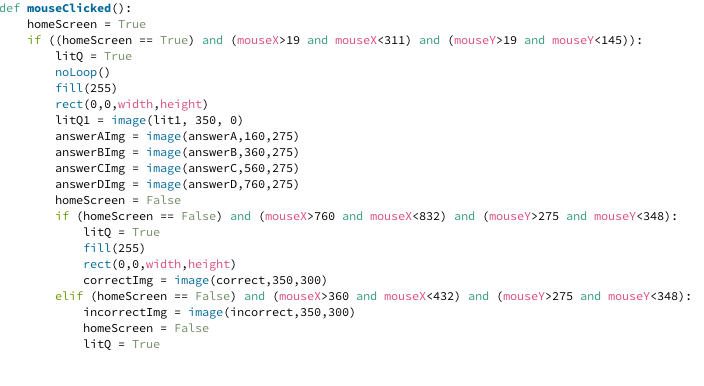 def mouseClicked():
    homeScreen = True
    if ((homeScreen == True) and (mouseX>19 and mouseX<311) and (mouseY>19 and mouseY<145)):
        litQ = True
        noLoop()
        fill(255)
        rect(0,0,width,height)
        litQ1 = image(lit1, 350, 0)
        answerAImg = image(answerA,160,275)
        answerBImg = image(answerB,360,275)
        answerCImg = image(answerC,560,275)
        answerDImg = image(answerD,760,275)
        homeScreen = False
        if (homeScreen == False) and (mouseX>760 and mouseX<832) and (mouseY>275 and mouseY<348):
            litQ = True
            fill(255)
            rect(0,0,width,height)
            correctImg = image(correct,350,300)
        elif (homeScreen == False) and (mouseX>360 and mouseX<432) and (mouseY>275 and mouseY<348):
            incorrectImg = image(incorrect,350,300)
            homeScreen = False
            litQ = True